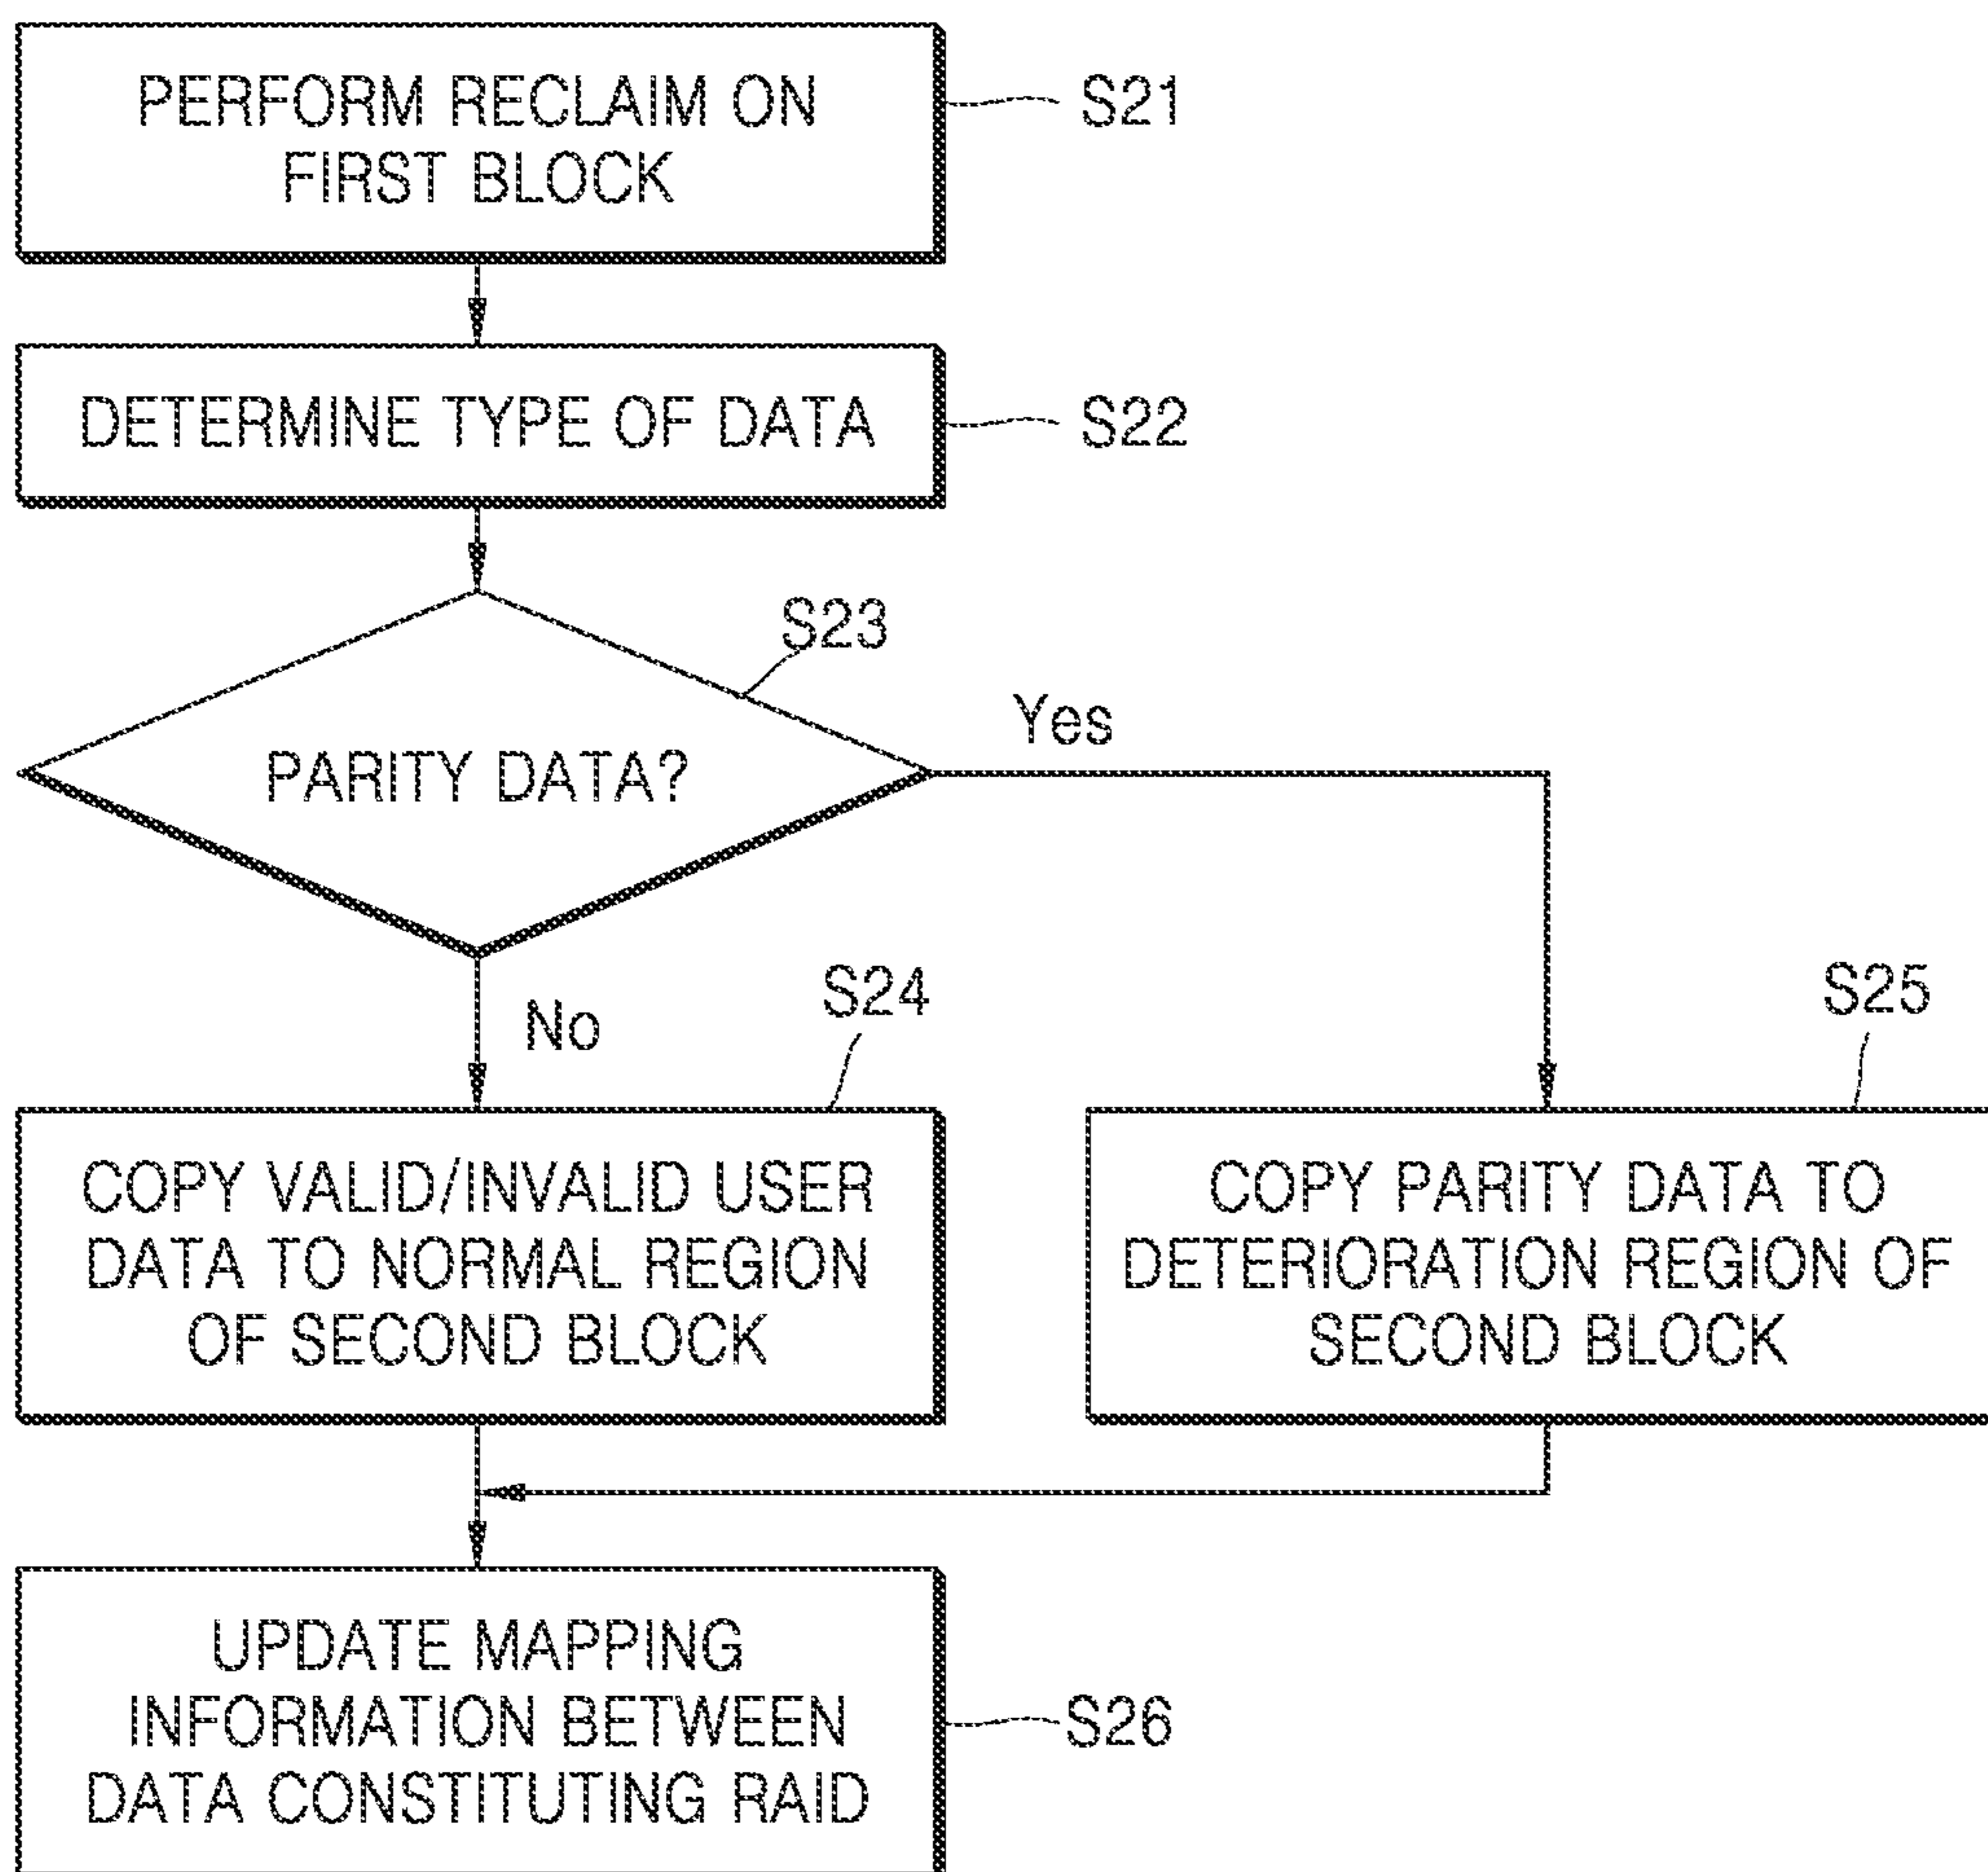 PERFORM RECLAIM ON
FIRST BLOCK
S21
DETERMINE TYPE OF DATA
S22
S23
PARITY DATA?
Yes
No
S24
COPY VALID/INVALID USER
DATA TO NORMAL REGION
OF SECOND BLOCK
S25
COPY PARITY DATA TO
DETERIORATION REGION OF
SECOND BLOCK
UPDATE MAPPING
INFORMATION BETWEEN
DATA CONSTITUTING RAID
S26